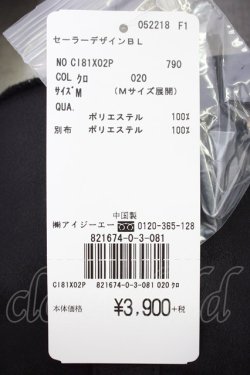 052218 F1
セーラーデザインBL
NO CI81X02P 790
COL クロ 020
サイズ M (Mサイズ展開)
QUA.
ポリエステル 100%
別布 ポリエステル 100%
中国製
㈱アイジーエー 0120-365-128
821674-0-3-081
CI81X02P 821674-0-3-081 020 クロ
本体価格 ¥3,900+税